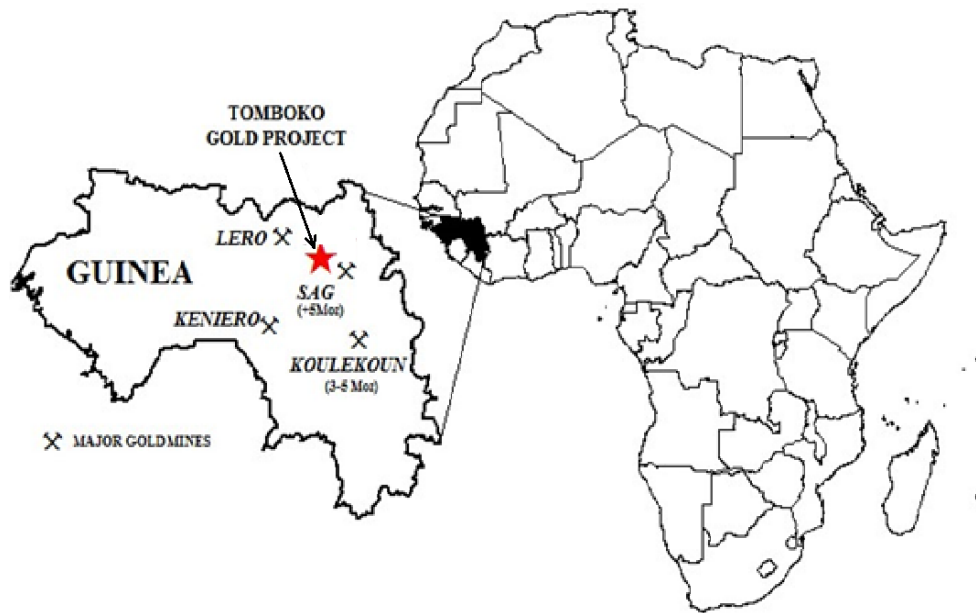 TOMBOKO
GOLD PROJECT
LERO
GUINEA
SAG
(+5Moz)
KENIERO
KOULEKOUN
(3-5 Moz)
MAJOR GOLD MINES